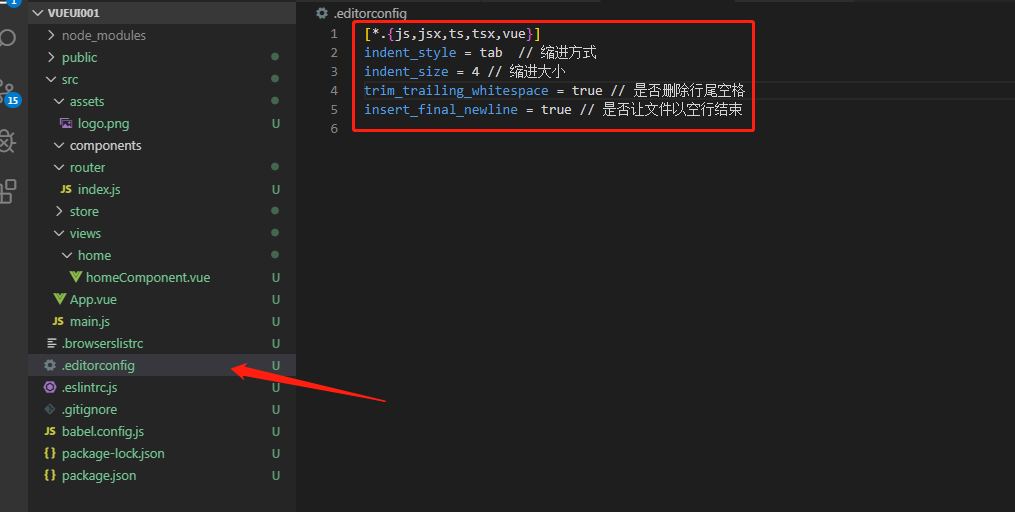 1
VUEUI001
node_modules
public
src
assets
logo.png U
components
router
JS index.js U
store
views
home
homeComponent.vue U
App.vue U
JS main.js U
.browserslistrc U
.editorconfig U
.eslintrc.js U
.gitignore U
JS babel.config.js U
{} package-lock.json U
{} package.json U
15
.editorconfig
1 [*.{js,jsx,ts,tsx,vue}]
2 indent_style = tab  // 缩进方式
3 indent_size = 4 // 缩进大小
4 trim_trailing_whitespace = true // 是否删除行尾空格
5 insert_final_newline = true // 是否让文件以空行结束
6